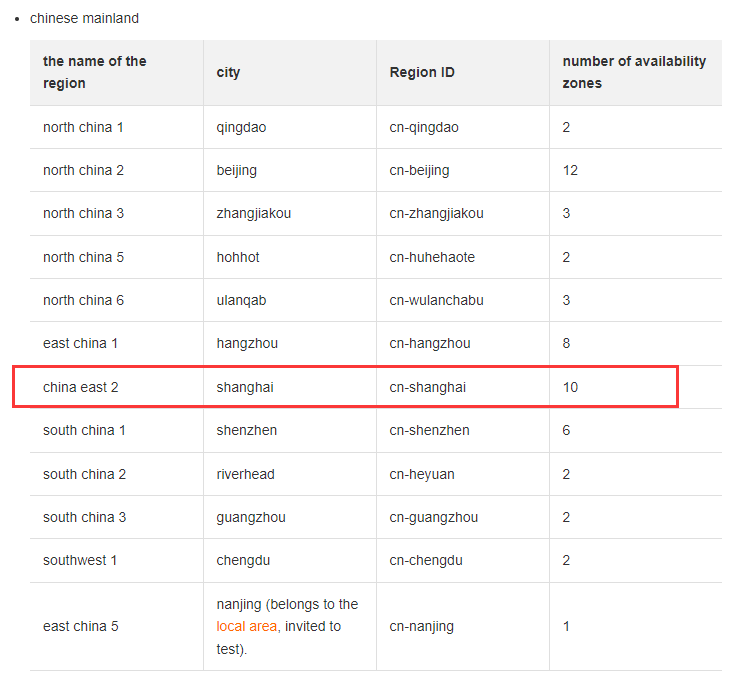 chinese mainland
the name of the region city Region ID number of availability zones
north china 1 qingdao cn-qingdao 2
north china 2 beijing cn-beijing 12
north china 3 zhangjiakou cn-zhangjiakou 3
north china 5 hohhot cn-huhehaote 2
north china 6 ulanqab cn-wulanchabu 3
east china 1 hangzhou cn-hangzhou 8
china east 2 shanghai cn-shanghai 10
south china 1 shenzhen cn-shenzhen 6
south china 2 riverhead cn-heyuan 2
south china 3 guangzhou cn-guangzhou 2
southwest 1 chengdu cn-chengdu 2
east china 5 nanjing (belongs to the local area, invited to test). cn-nanjing 1